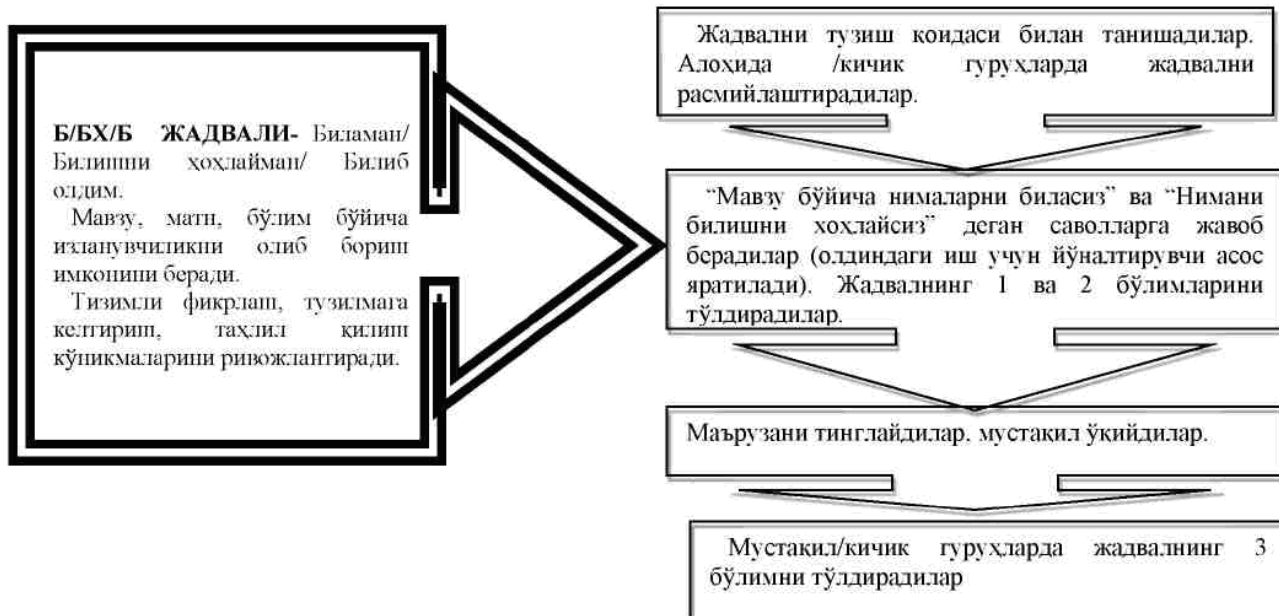 Б/БХ/Б ЖАДВАЛИ- Биламан/
Билишни хоҳлайман/ Билиб
олдим.
Мавзу, матн, бўлим бўйича
изланувчиликни олиб бориш
имконини беради.
Тизимли фикрлаш, тузилмага
келтириш, таҳлил қилиш
кўникмаларини ривожлантиради.
Жадвални тузиш қоидаси билан танишадилар.
Алоҳида /кичик гуруҳларда жадвални
расмийлаштирадилар.
“Мавзу бўйича нималарни биласиз” ва “Нимани
билишни хоҳлайсиз” деган саволларга жавоб
берадилар (олдиндаги иш учун йўналтирувчи асос
яратилади). Жадвалнинг 1 ва 2 бўлимларини
тўлдирадилар.
Маърузани тинглайдилар, мустақил ўқийдилар.
Мустақил/кичик гуруҳларда жадвалнинг 3
бўлимни тўлдирадилар